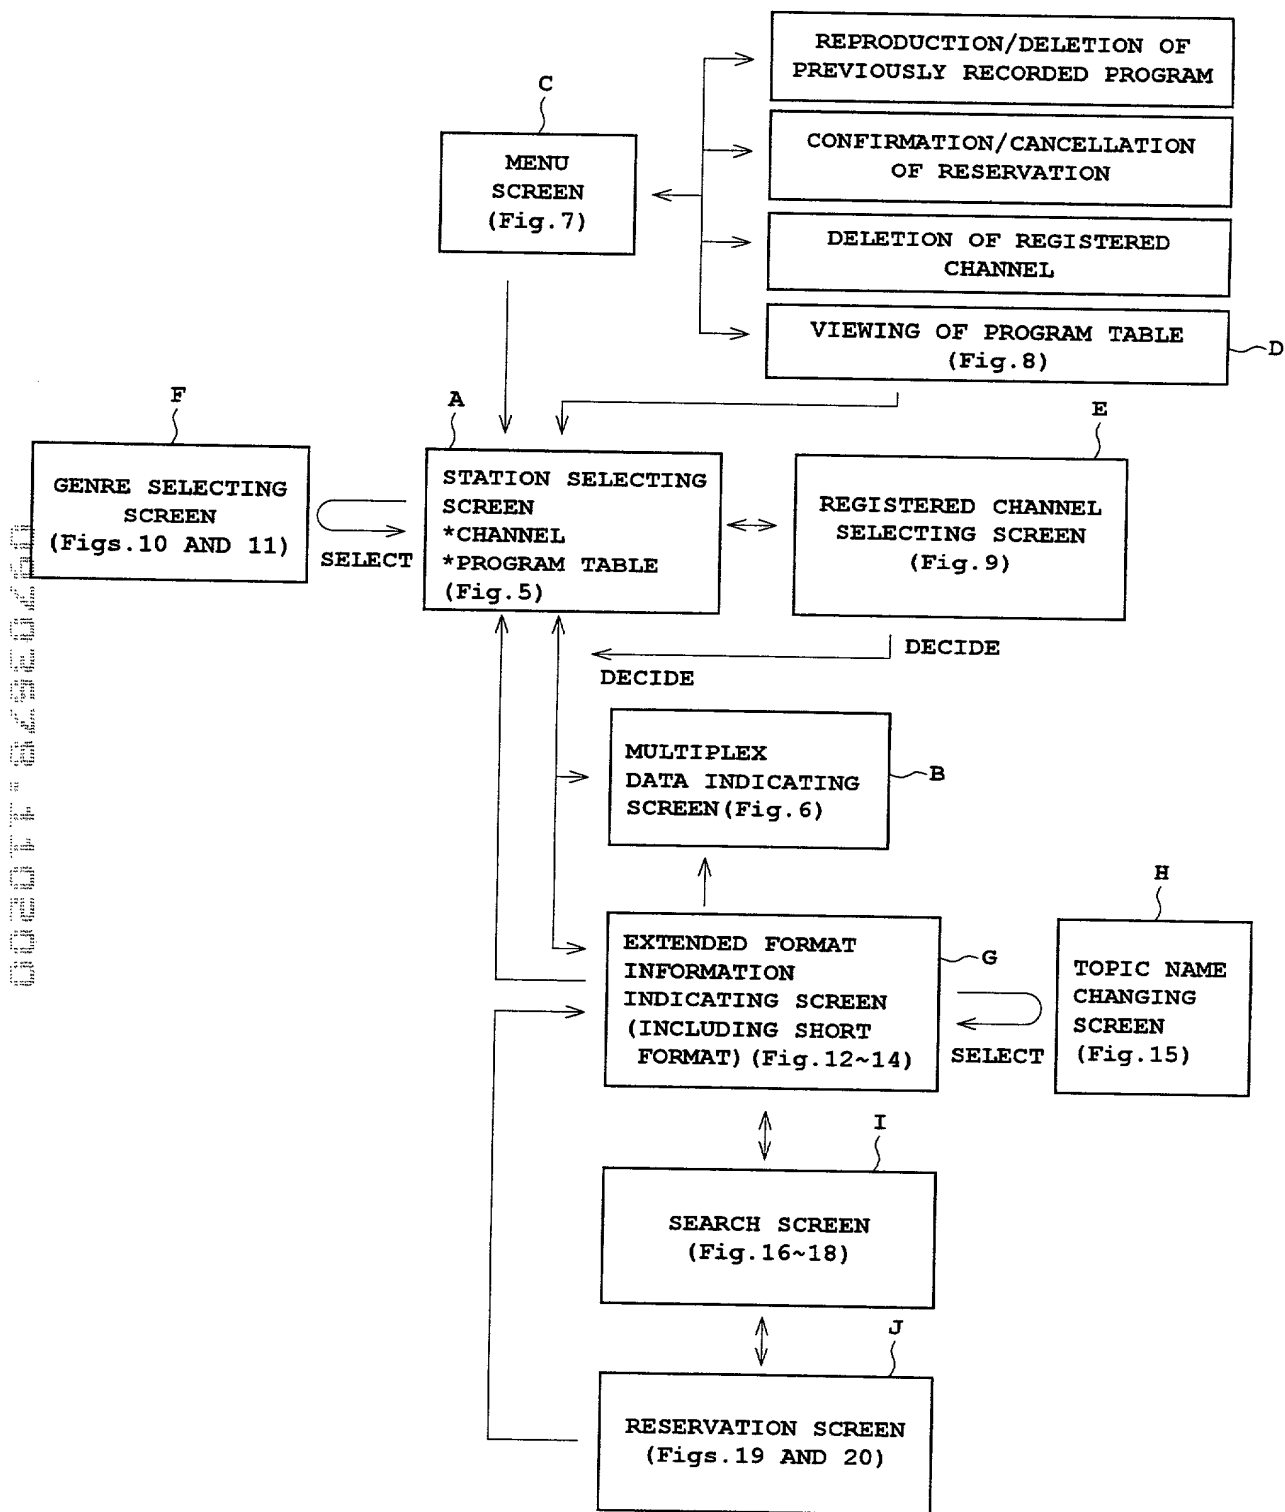 REPRODUCTION/DELETION OF
PREVIOUSLY RECORDED PROGRAM
C
MENU
SCREEN
(Fig.7)
CONFIRMATION/CANCELLATION
OF RESERVATION
DELETION OF REGISTERED
CHANNEL
VIEWING OF PROGRAM TABLE
(Fig.8)
D
F
GENRE SELECTING
SCREEN
(Figs.10 AND 11)
SELECT
A
STATION SELECTING
SCREEN
*CHANNEL
*PROGRAM TABLE
(Fig.5)
E
REGISTERED CHANNEL
SELECTING SCREEN
(Fig.9)
DECIDE
DECIDE
MULTIPLEX
DATA INDICATING
SCREEN(Fig.6)
B
EXTENDED FORMAT
INFORMATION
INDICATING SCREEN
(INCLUDING SHORT
FORMAT)(Fig.12~14)
G
SELECT
H
TOPIC NAME
CHANGING
SCREEN
(Fig.15)
I
SEARCH SCREEN
(Fig.16~18)
J
RESERVATION SCREEN
(Figs.19 AND 20)